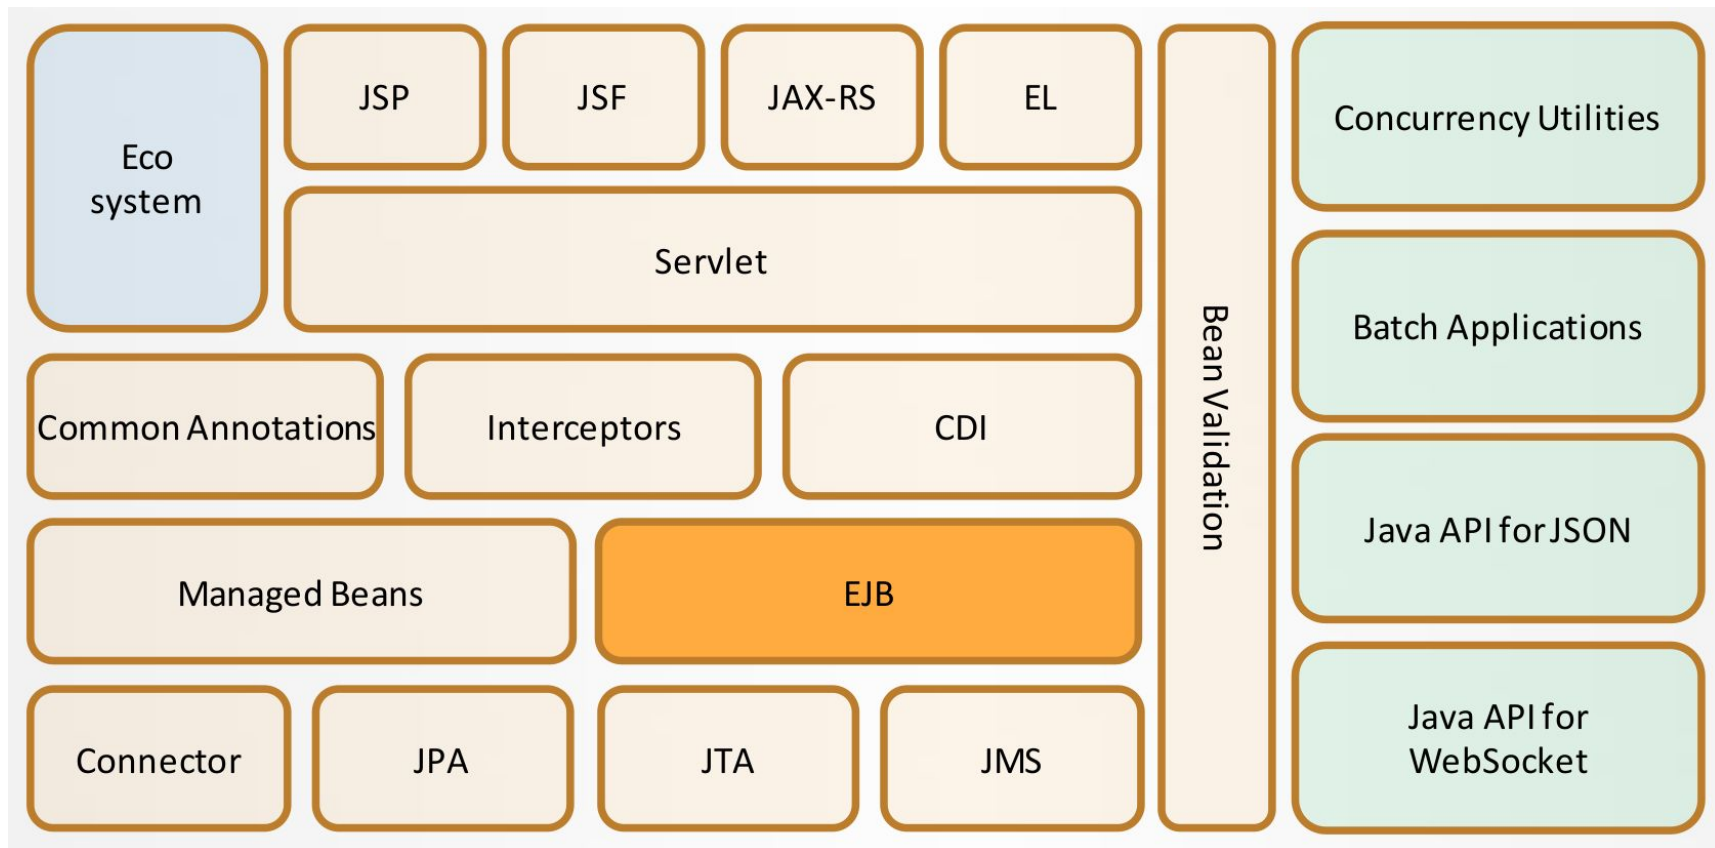 Eco
system
JSP
JSF
JAX-RS
EL
Servlet
Common Annotations
Interceptors
CDI
Managed Beans
EJB
Connector
JPA
JTA
JMS
Bean Validation
Concurrency Utilities
Batch Applications
Java API for JSON
Java API for
WebSocket